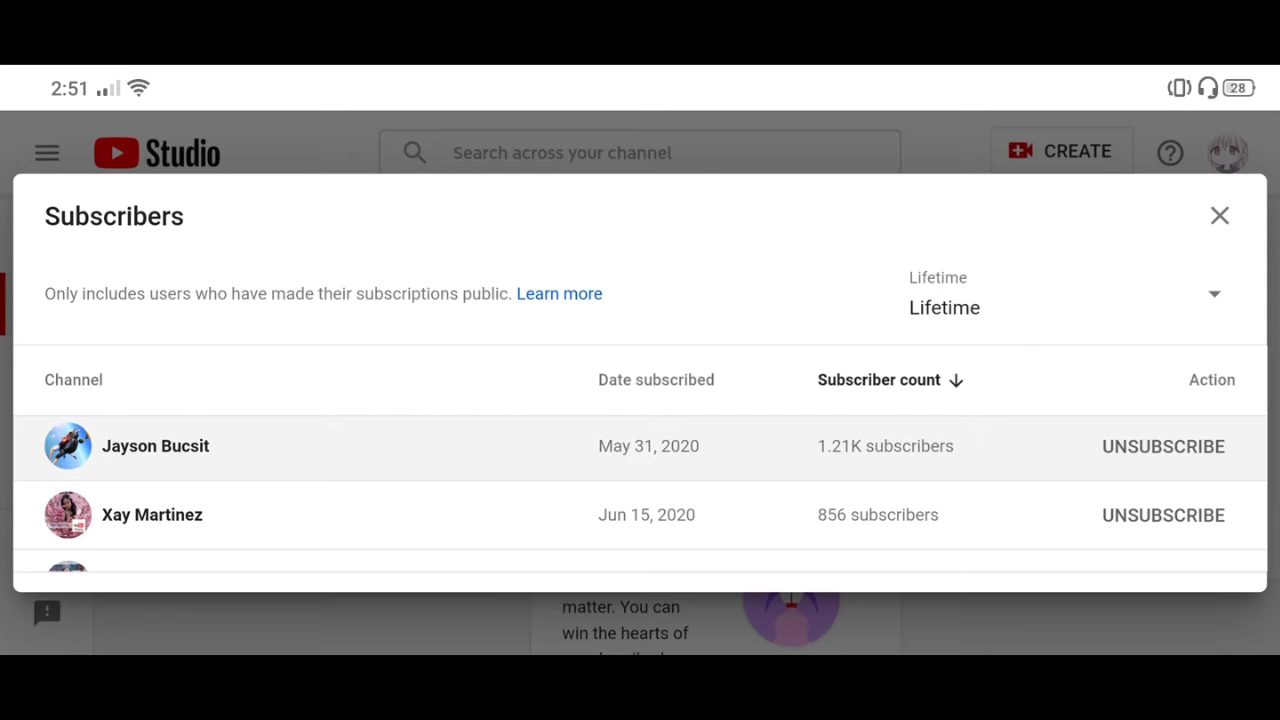 2:51
28
Studio
Search across your channel
CREATE
Subscribers
Only includes users who have made their subscriptions public. Learn more
Lifetime
Lifetime
Channel Date subscribed Subscriber count Action
Jayson Bucsit May 31, 2020 1.21K subscribers UNSUBSCRIBE
Xay Martinez Jun 15, 2020 856 subscribers UNSUBSCRIBE
matter. You can
win the hearts of